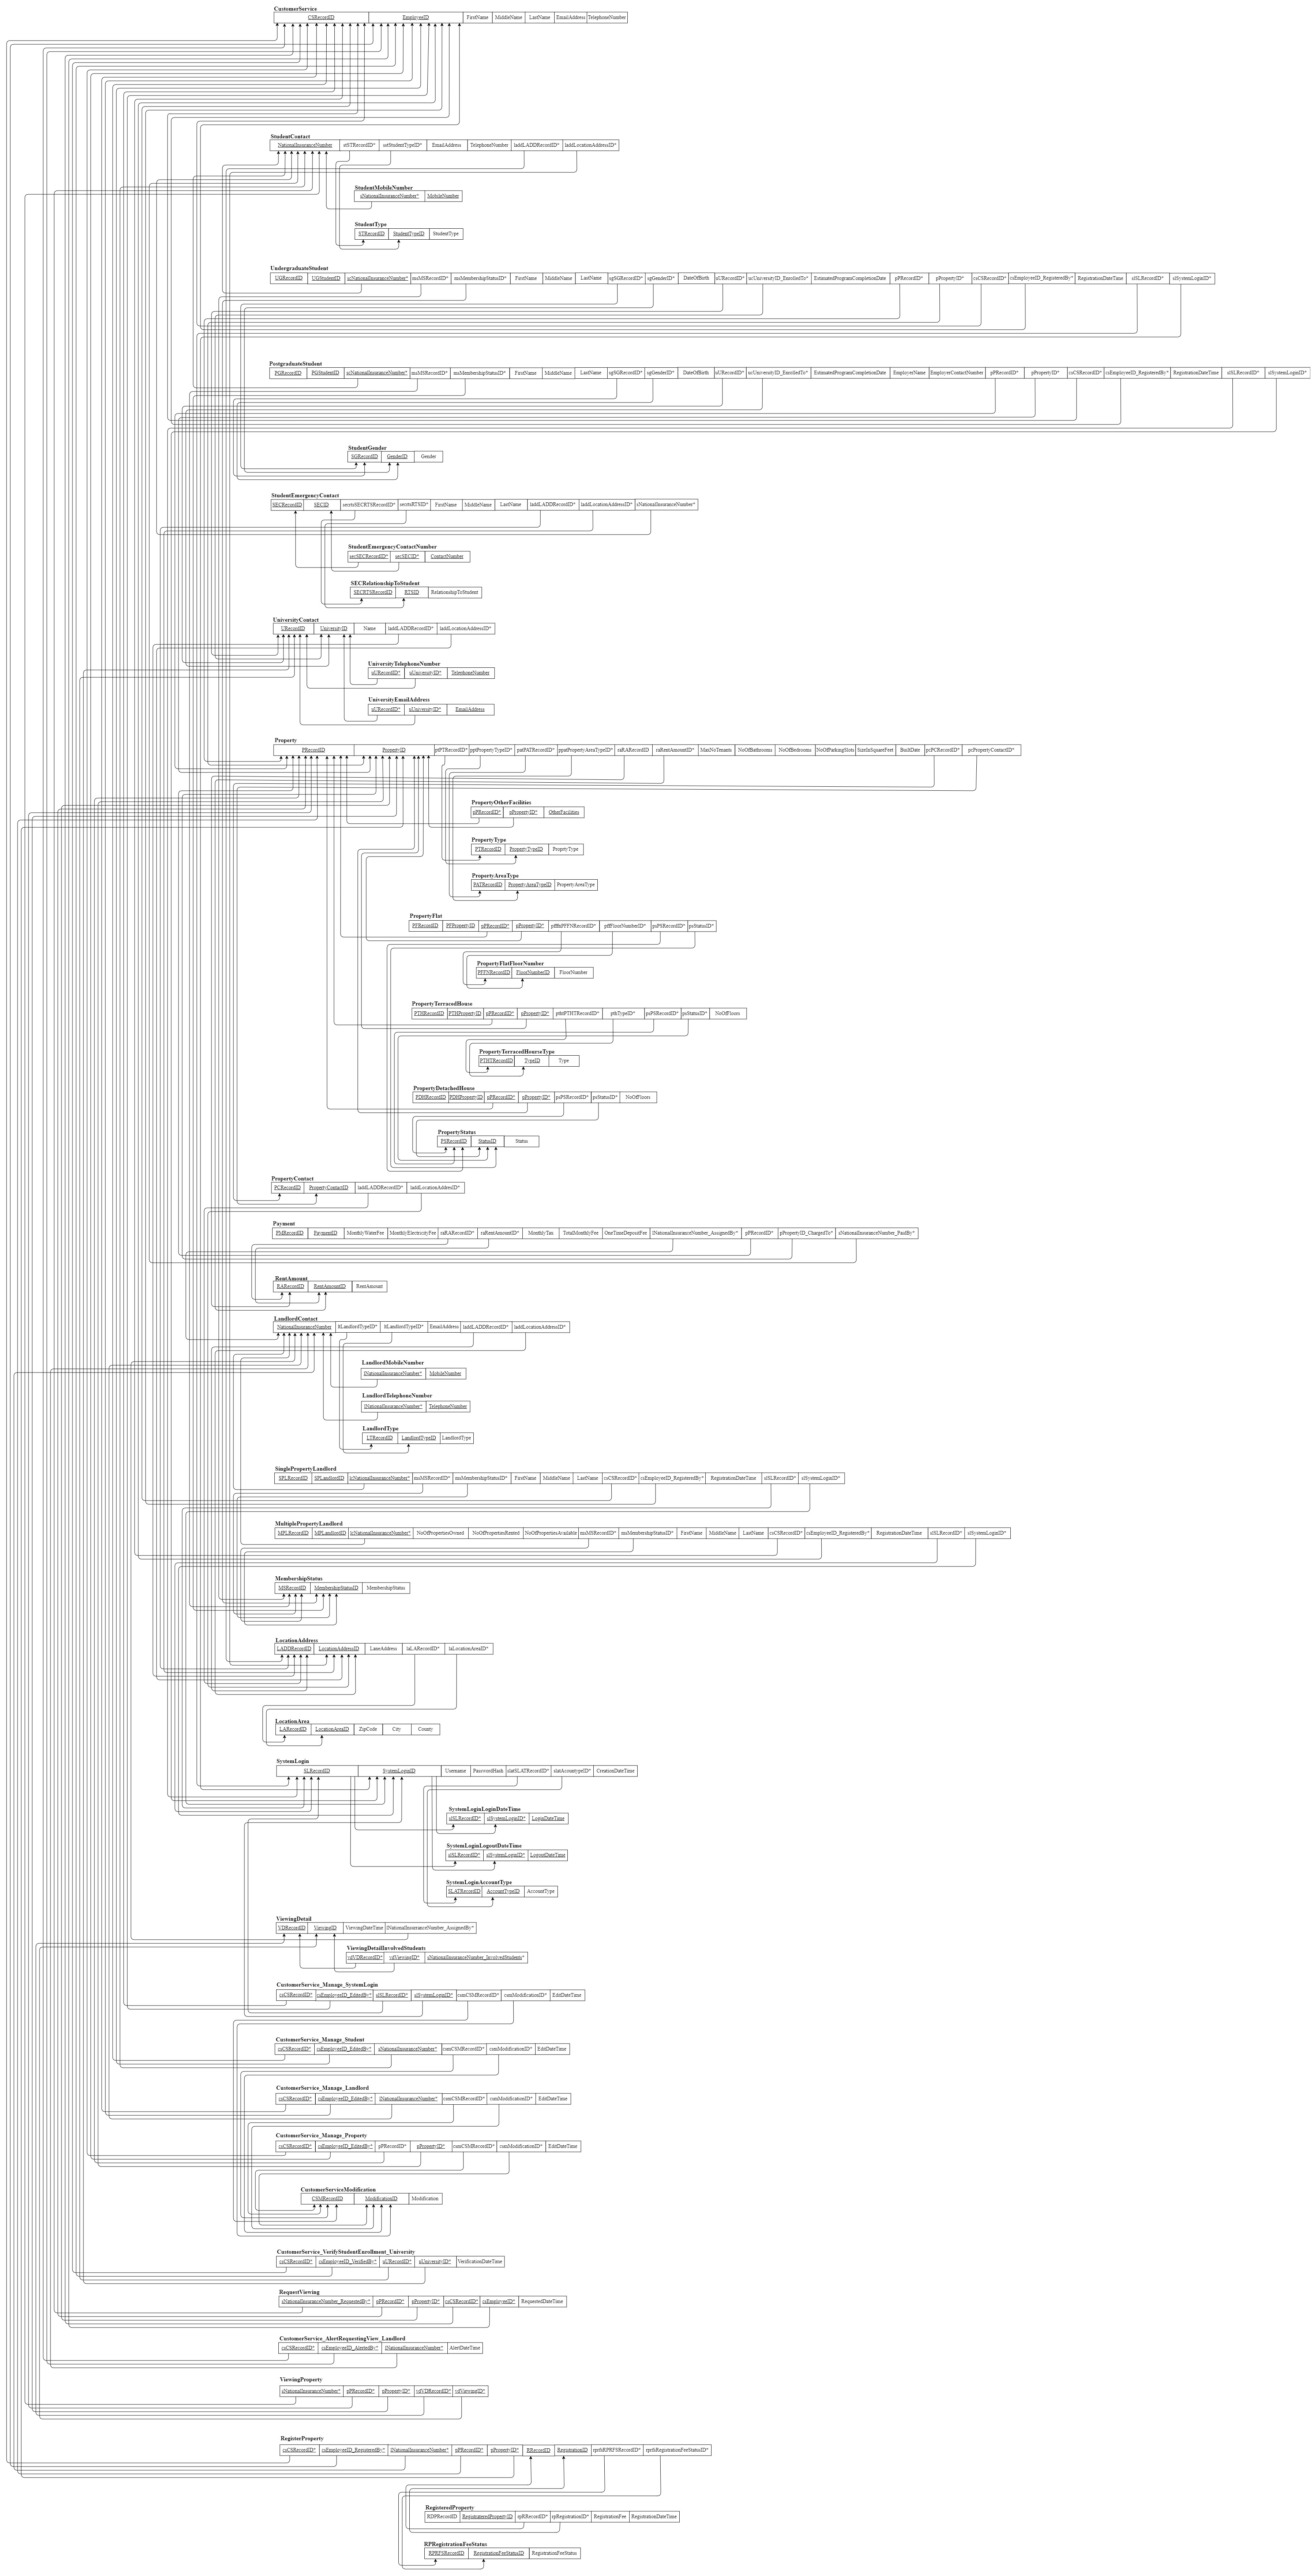 CustomerService
CSRecordID EmployeeID FirstName MiddleName LastName EmailAddress TelephoneNumber
StudentContact
NationalInsuranceNumber stSTRecordID* sstStudentTypeID* EmailAddress TelephoneNumber laddLADDRecordID* laddLocationAddressID*
StudentMobileNumber
sNationalInsuranceNumber* MobileNumber
StudentType
STRecordID StudentTypeID StudentType
UndergraduateStudent
UGRecordID UGStudentID scNationalInsuranceNumber* msMSRecordID* msMembershipStatusID* FirstName MiddleName LastName sgSGRecordID* sgGenderID* DateOfBirth uURecordID* ucUniversityID_EnrolledTo* EstimatedProgramCompletionDate pPRecordID* pPropertyID* csCSRecordID* csEmployeeID_RegisteredBy* RegistrationDateTime slSLRecordID* slSystemLoginID*
PostgraduateStudent
PGRecordID PGStudentID scNationalInsuranceNumber* msMSRecordID* msMembershipStatusID* FirstName MiddleName LastName sgSGRecordID* sgGenderID* DateOfBirth uURecordID* ucUniversityID_EnrolledTo* EstimatedProgramCompletionDate EmployerName EmployerContactNumber pPRecordID* pPropertyID* csCSRecordID* csEmployeeID_RegisteredBy* RegistrationDateTime slSLRecordID* slSystemLoginID*
StudentGender
SGRecordID GenderID Gender
StudentEmergencyContact
SECRecordID SECID secrtsSECRTSRecordID* secrtsRTSID* FirstName MiddleName LastName laddLADDRecordID* laddLocationAddressID* sNationalInsuranceNumber*
StudentEmergencyContactNumber
secSECRecordID* secSECID* ContactNumber
SECRelationshipToStudent
SECRTSRecordID RTSID RelationshipToStudent
UniversityContact
URecordID UniversityID Name laddLADDRecordID* laddLocationAddressID*
UniversityTelephoneNumber
uURecordID* uUniversityID* TelephoneNumber
UniversityEmailAddress
uURecordID* uUniversityID* EmailAddress
Property
PRecordID PropertyID ptPTRecordID* pptPropertyTypeID* patPATRecordID* ppatPropertyAreaTypeID* raRARecordID raRentAmountID* MaxNoTenants NoOfBathrooms NoOfBedrooms NoOfParkingSlots SizeInSquareFeet BuiltDate pcPCRecordID* pcPropertyContactID*
PropertyOtherFacilities
pPRecordID* pPropertyID* OtherFacilities
PropertyType
PTRecordID PropertyTypeID PropertyType
PropertyAreaType
PATRecordID PropertyAreaTypeID PropertyAreaType
PropertyFlat
PFRecordID PFPropertyID pPRecordID* pPropertyID* pfffnPFFNRecordID* pffFloorNumberID* psPSRecordID* psStatusID*
PropertyFlatFloorNumber
PFFNRecordID FloorNumberID FloorNumber
PropertyTerracedHouse
PTHRecordID PTHPropertyID pPRecordID* pPropertyID* pthtPTHTRecordID* pthTypeID* psPSRecordID* psStatusID* NoOfFloors
PropertyTerracedHourseType
PTHTRecordID TypeID Type
PropertyDetachedHouse
PDHRecordID PDHPropertyID pPRecordID* pPropertyID* psPSRecordID* psStatusID* NoOfFloors
PropertyStatus
PSRecordID StatusID Status
PropertyContact
PCRecordID PropertyContactID laddLADDRecordID* laddLocationAddresID*
Payment
PMRecordID PaymentID MonthlyWaterFee MonthlyElectricityFee raRARecordID* raRentAmountID* MonthlyTax TotalMonthlyFee OneTimeDepositFee lNationalInsuranceNumber_AssignedBy* pPRecordID* pPropertyID_ChargedTo* sNationalInsuranceNumber_PaidBy*
RentAmount
RARecordID RentAmountID RentAmount
LandlordContact
NationalInsuranceNumber ltLandlordTypeID* ltLandlordTypeID* EmailAddress laddLADDRecordID* laddLocationAddressID*
LandlordMobileNumber
lNationalInsuranceNumber* MobileNumber
LandlordTelephoneNumber
lNationalInsuranceNumber* TelephoneNumber
LandlordType
LTRecordID LandlordTypeID LandlordType
SinglePropertyLandlord
SPLRecordID SPLandlordID lcNationalInsuranceNumber* msMSRecordID* msMembershipStatusID* FirstName MiddleName LastName csCSRecordID* csEmployeeID_RegisteredBy* RegistrationDateTime slSLRecordID* slSystemLoginID*
MultiplePropertyLandlord
MPLRecordID MPLandlordID lcNationalInsuranceNumber* NoOfPropertiesOwned NoOfPropertiesRented NoOfPropertiesAvailable msMSRecordID* msMembershipStatusID* FirstName MiddleName LastName csCSRecordID* csEmployeeID_RegisteredBy* RegistrationDateTime slSLRecordID* slSystemLoginID*
MembershipStatus
MSRecordID MembershipStatusID MembershipStatus
LocationAddress
LADDRecordID LocationAddressID LaneAddress laLARecordID* laLocationAreaID*
LocationArea
LARecordID LocationAreaID ZipCode City County
SystemLogin
SLRecordID SystemLoginID Username PasswordHash slatSLATRecordID* slatAcountypeID* CreationDateTime
SystemLoginLoginDateTime
slSLRecordID* slSystemLoginID* LoginDateTime
SystemLoginLogoutDateTime
slSLRecordID* slSystemLoginID* LogoutDateTime
SystemLoginAccountType
SLATRecordID AccountTypeID AccountType
ViewingDetail
VDRecordID ViewingID ViewingDateTime lNationalInsuranceNumber_AssignedBy*
ViewingDetailInvolvedStudents
vdVDRecordID* vdViewingID* sNationalInsuranceNumber_InvolvedStudents*
CustomerService_Manage_SystemLogin
csCSRecordID* csEmployeeID_EditedBy* slSLRecordID* slSystemLoginID* csmCSMRecordID* csmModificationID* EditDateTime
CustomerService_Manage_Student
csCSRecordID* csEmployeeID_EditedBy* sNationalInsuranceNumber* csmCSMRecordID* csmModificationID* EditDateTime
CustomerService_Manage_Landlord
csCSRecordID* csEmployeeID_EditedBy* lNationalInsuranceNumber* csmCSMRecordID* csmModificationID* EditDateTime
CustomerService_Manage_Property
csCSRecordID* csEmployeeID_EditedBy* pPRecordID* pPropertyID* csmCSMRecordID* csmModificationID* EditDateTime
CustomerServiceModification
CSMRecordID ModificationID Modification
CustomerService_VerifyStudentEnrollment_University
csCSRecordID* csEmployeeID_VerifiedBy* uURecordID* uUniversityID* VerificationDateTime
RequestViewing
sNationalInsuranceNumber_RequestedBy* pPRecordID* pPropertyID* csCSRecordID* csEmployeeID* RequestedDateTime
CustomerService_AlertRequestingView_Landlord
csCSRecordID* csEmployeeID_AlertedBy* lNationalInsuranceNumber* AlertDateTime
ViewingProperty
sNationalInsuranceNumber* pPRecordID* pPropertyID* vdVDRecordID* vdViewingID*
RegisterProperty
csCSRecordID* csEmployeeID_RegisteredBy* lNationalInsuranceNumber* pPRecordID* pPropertyID* RRecordID RegistrationID rprfsRPRFSRecordID* rprfsRegistrationFeeStatusID*
RegisteredProperty
RDPRecordID RegistrateredPropertyID rpRRecordID* rpRegistrationID* RegistrationFee RegistrationDateTime
RPRegistrationFeeStatus
RPRFSRecordID RegistrationFeeStatusID RegistrationFeeStatus